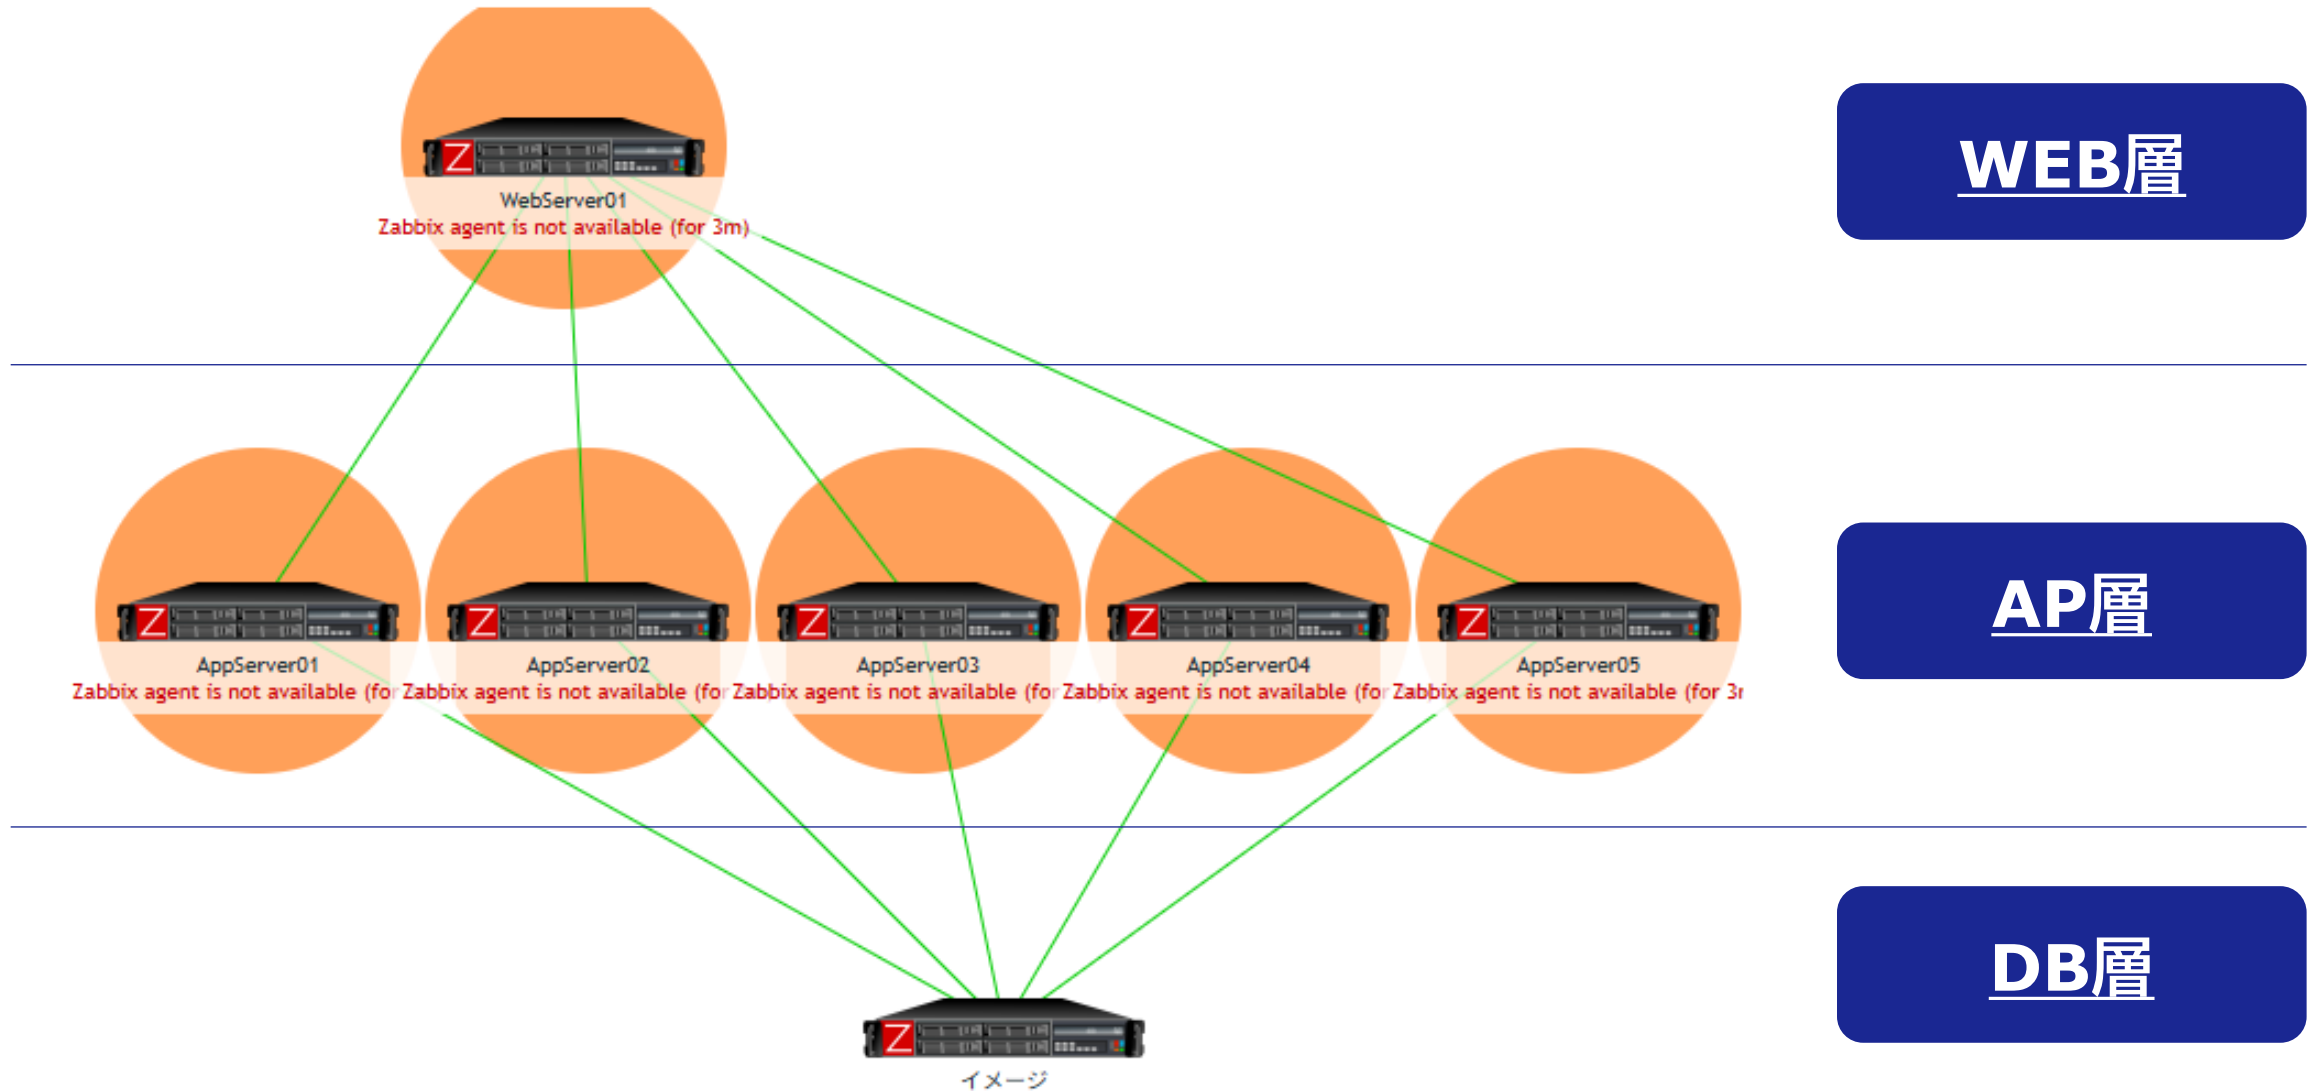 WebServer01
Zabbix agent is not available (for 3m)
WEB層
AppServer01
Zabbix agent is not available (for
AppServer02
Zabbix agent is not available (for
AppServer03
Zabbix agent is not available (for
AppServer04
Zabbix agent is not available (for
AppServer05
Zabbix agent is not available (for
AP層
DB層
イメージ